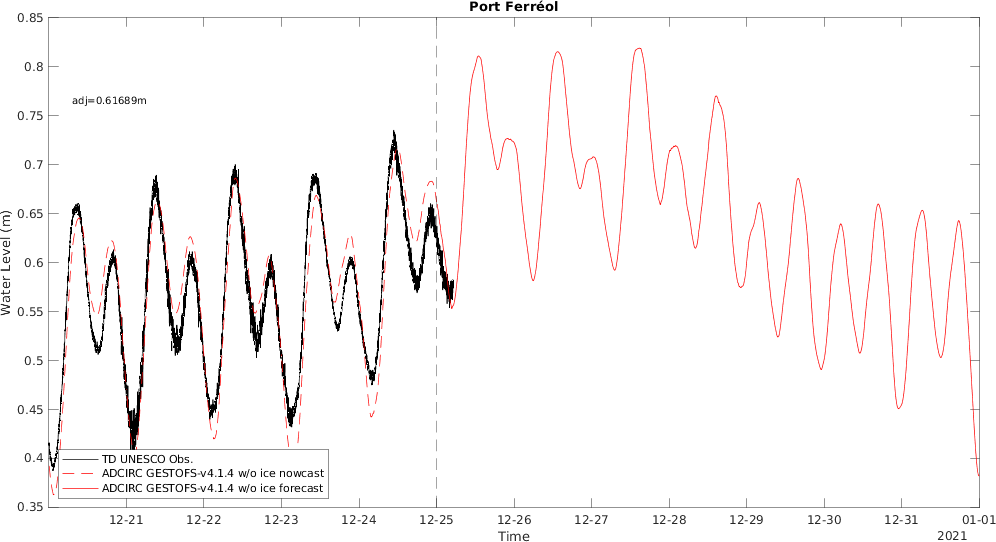 Port Ferréol
0.85
0.8
0.75
0.7
0.65
0.6
0.55
0.5
0.45
0.4
0.35
Water Level (m)
adj=0.61689m
TD UNESCO Obs.
ADCIRC GESTOFS-v4.1.4 w/o ice nowcast
ADCIRC GESTOFS-v4.1.4 w/o ice forecast
12-21 12-22 12-23 12-24 12-25 12-26 12-27 12-28 12-29 12-30 12-31 01-01
Time 2021